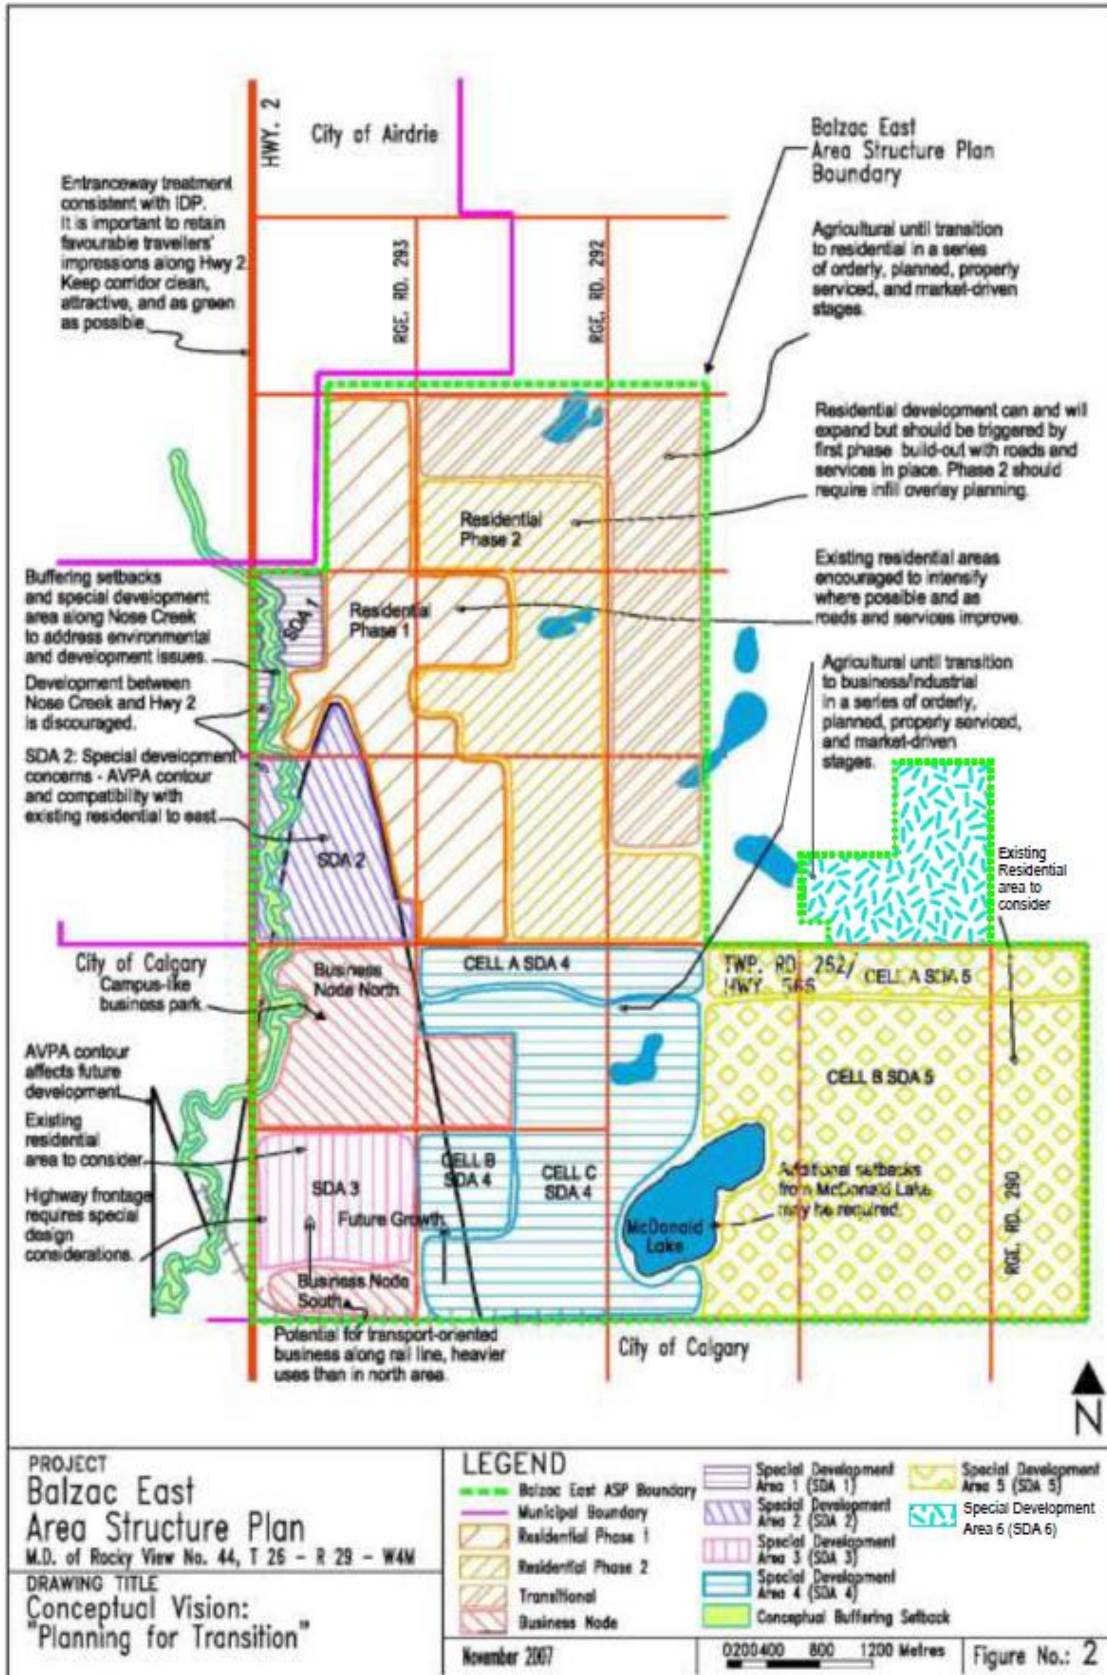 HWY. 2
City of Airdrie
Balzac East
Area Structure Plan
Boundary
Entranceway treatment
consistent with IDP.
It is important to retain
favourable travellers'
impressions along Hwy 2.
Keep corridor clean,
attractive, and as green
as possible
RGE. RD. 293
RGE. RD. 292
Agricultural until transition
to residential in a series
of orderly, planned, properly
serviced, and market-driven
stages.
Residential development can and will
expand but should be triggered by
first phase build-out with roads and
services in place. Phase 2 should
require infill overlay planning.
Residential
Phase 2
Existing residential areas
encouraged to intensify
where possible and as
roads and services improve.
Buffering setbacks
and special development
area along Nose Creek
to address environmental
and development issues.
SDA 1
Residential
Phase 1
Agricultural until transition
to business/industrial
in a series of orderly,
planned, properly serviced,
and market-driven
stages.
Development between
Nose Creek and Hwy 2
is discouraged.
SDA 2: Special development
concerns - AVPA contour
and compatibility with
existing residential to east
SDA 2
Existing
Residential
area to
consider
City of Calgary
Campus-like
business park
Business
Node North
CELL A SDA 4
TWP. RD. 252/
HWY. 566
CELL A SDA 5
AVPA contour
affects future
development
CELL B SDA 5
Existing
residential
area to consider
SDA 3
CELL B
SDA 4
CELL C
SDA 4
Additional setbacks
from McDonald Lake
may be required.
Highway frontage
requires special
design
considerations.
Future Growth
McDonald
Lake
RGE. RD. 290
Business Node
South
Potential for transport-oriented
business along rail line, heavier
uses than in north area.
City of Calgary
N
PROJECT
Balzac East
Area Structure Plan
M.D. of Rocky View No. 44, T 26 - R 29 - W4M
DRAWING TITLE
Conceptual Vision:
"Planning for Transition"
LEGEND
Balzac East ASP Boundary
Municipal Boundary
Residential Phase 1
Residential Phase 2
Transitional
Business Node
Special Development
Area 1 (SDA 1)
Special Development
Area 2 (SDA 2)
Special Development
Area 3 (SDA 3)
Special Development
Area 4 (SDA 4)
Conceptual Buffering Setback
Special Development
Area 5 (SDA 5)
Special Development
Area 6 (SDA 6)
November 2007
0 200 400 800 1200 Metres
Figure No.: 2